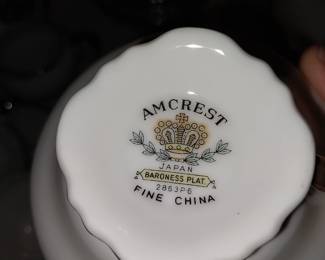 AMCREST
JAPAN
BARONESS PLAT
2863P6
FINE CHINA